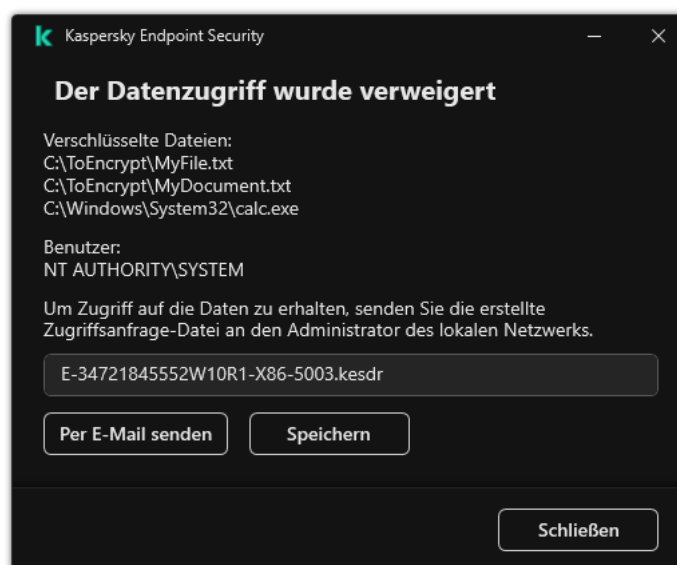 Kaspersky Endpoint Security
Der Datenzugriff wurde verweigert
Verschlüsselte Dateien:
C:\ToEncrypt\MyFile.txt
C:\ToEncrypt\MyDocument.txt
C:\Windows\System32\calc.exe
Benutzer:
NT AUTHORITY\SYSTEM
Um Zugriff auf die Daten zu erhalten, senden Sie die erstellte
Zugriffsanfrage-Datei an den Administrator des lokalen Netzwerks.
E-34721845552W10R1-X86-5003.kesdr
Per E-Mail senden
Speichern
Schließen